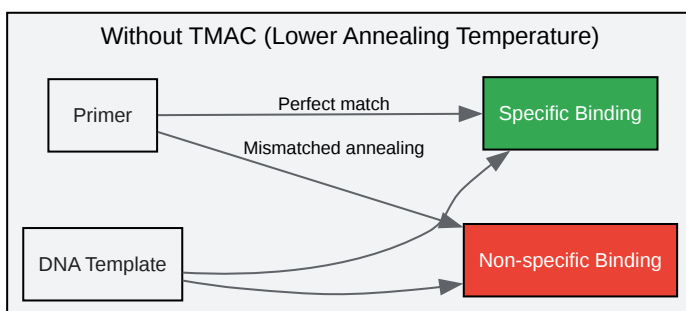 Without TMAC (Lower Annealing Temperature)
Primer
Perfect match
Specific Binding
Mismatched annealing
DNA Template
Non-specific Binding